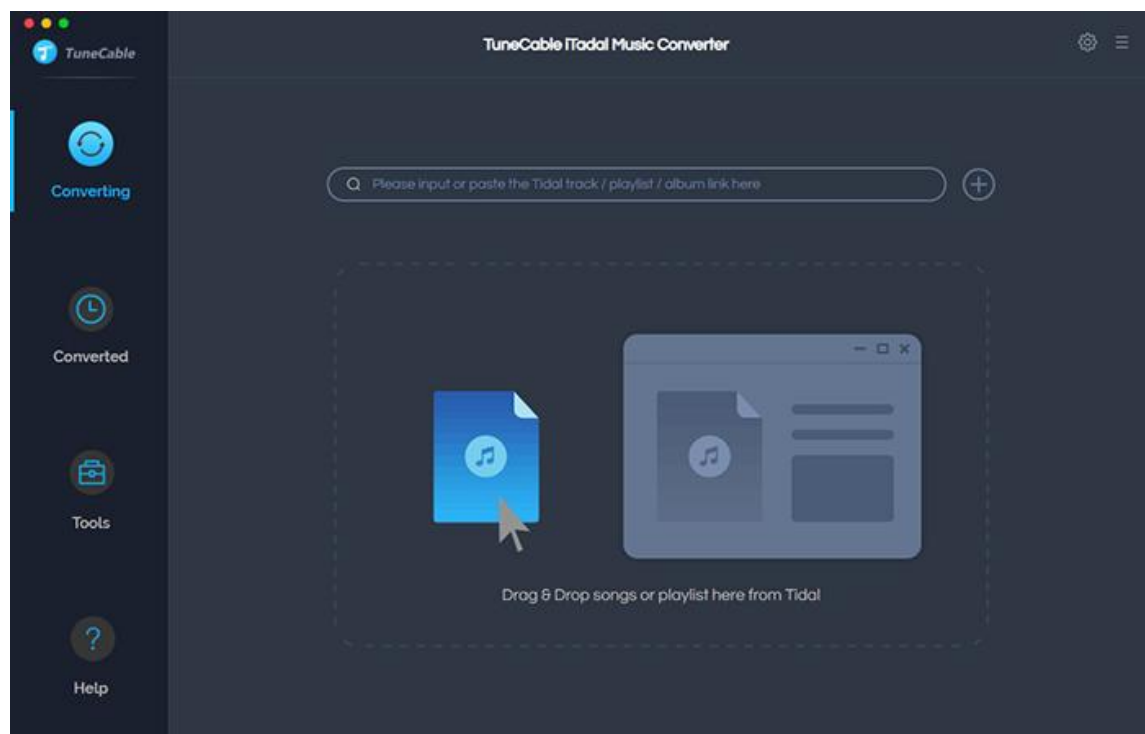 TuneCable
TuneCable iTadal Music Converter
Converting
Please input or paste the Tidal track / playlist / album link here
Converted
Tools
Drag & Drop songs or playlist here from Tidal
Help